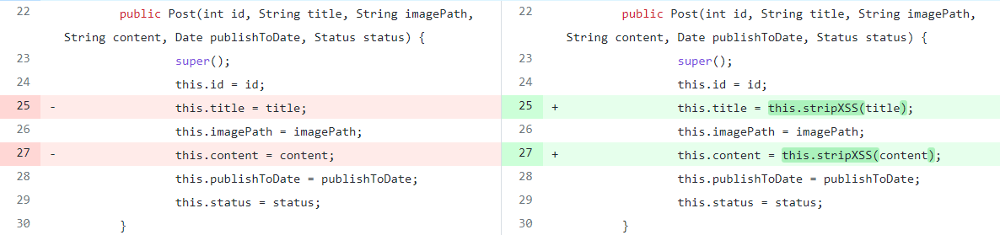 22 public Post(int id, String title, String imagePath,
String content, Date publishToDate, Status status) {
23 super();
24 this.id = id;
25 - this.title = title;
26 this.imagePath = imagePath;
27 - this.content = content;
28 this.publishToDate = publishToDate;
29 this.status = status;
30 }
22 public Post(int id, String title, String imagePath,
String content, Date publishToDate, Status status) {
23 super();
24 this.id = id;
25 + this.title = this.stripXSS(title);
26 this.imagePath = imagePath;
27 + this.content = this.stripXSS(content);
28 this.publishToDate = publishToDate;
29 this.status = status;
30 }